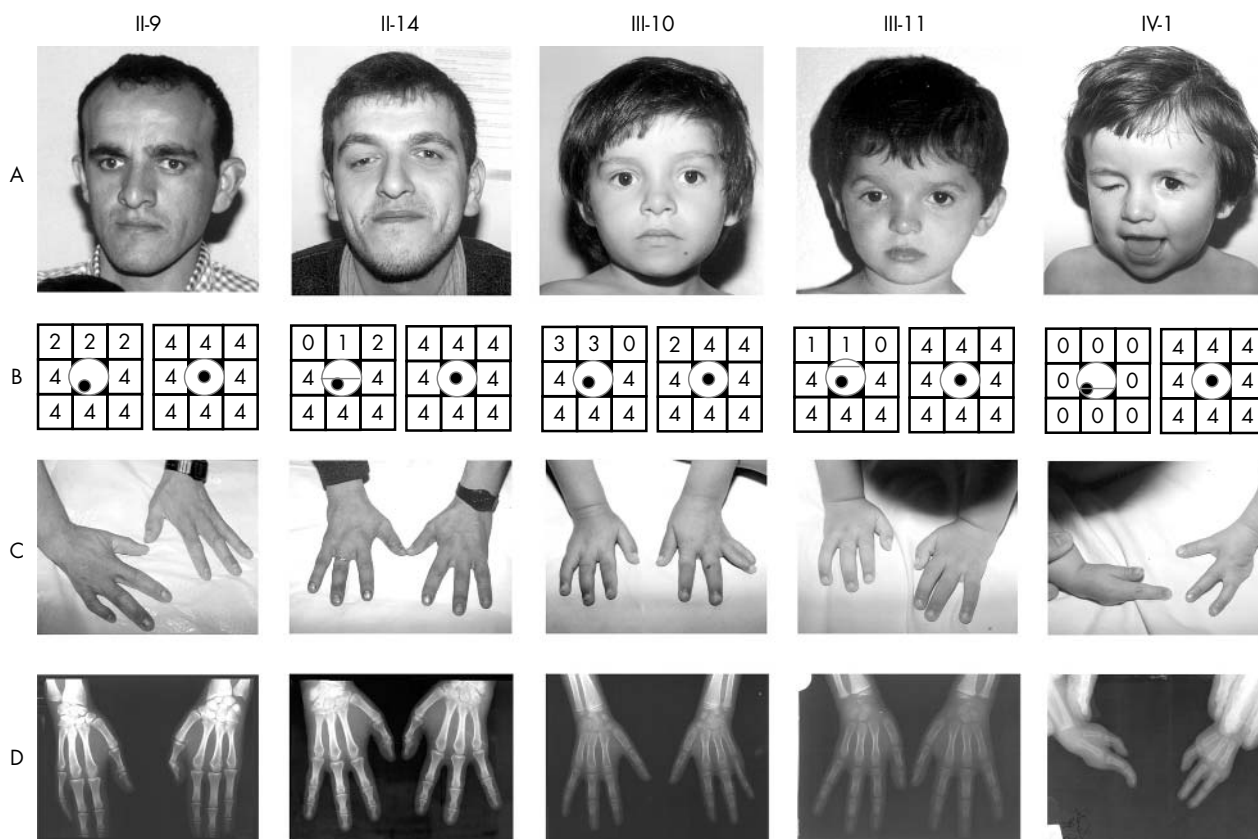 II-9 II-14 III-10 III-11 IV-1
A
2 2 2 4 4 4 0 1 2 4 4 4 3 3 0 2 4 4 1 1 0 4 4 4 0 0 0 4 4 4
B 4 4 4 4 4 4 4 4 4 4 4 4 4 4 4 4 0 0 4 4
4 4 4 4 4 4 4 4 4 4 4 4 4 4 4 4 4 4 4 4 4 4 4 4 0 0 0 4 4 4
C
D